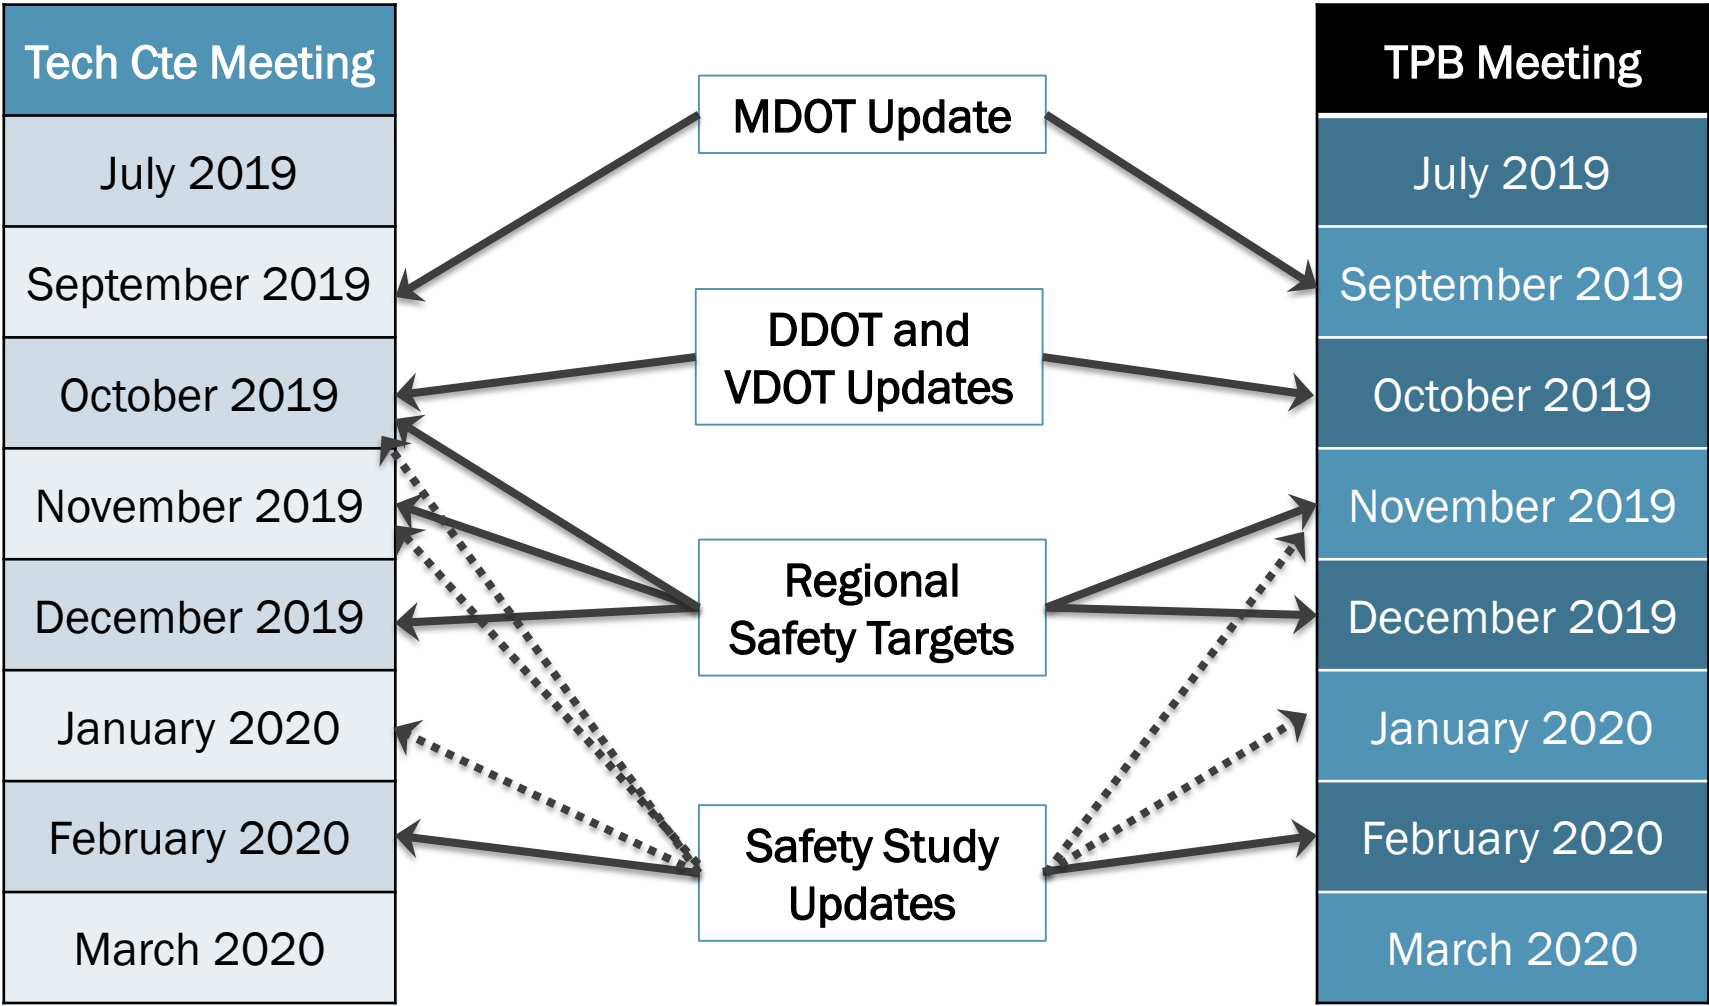 Tech Cte Meeting
July 2019
September 2019
October 2019
November 2019
December 2019
January 2020
February 2020
March 2020
MDOT Update
DDOT and
VDOT Updates
Regional
Safety Targets
Safety Study
Updates
TPB Meeting
July 2019
September 2019
October 2019
November 2019
December 2019
January 2020
February 2020
March 2020